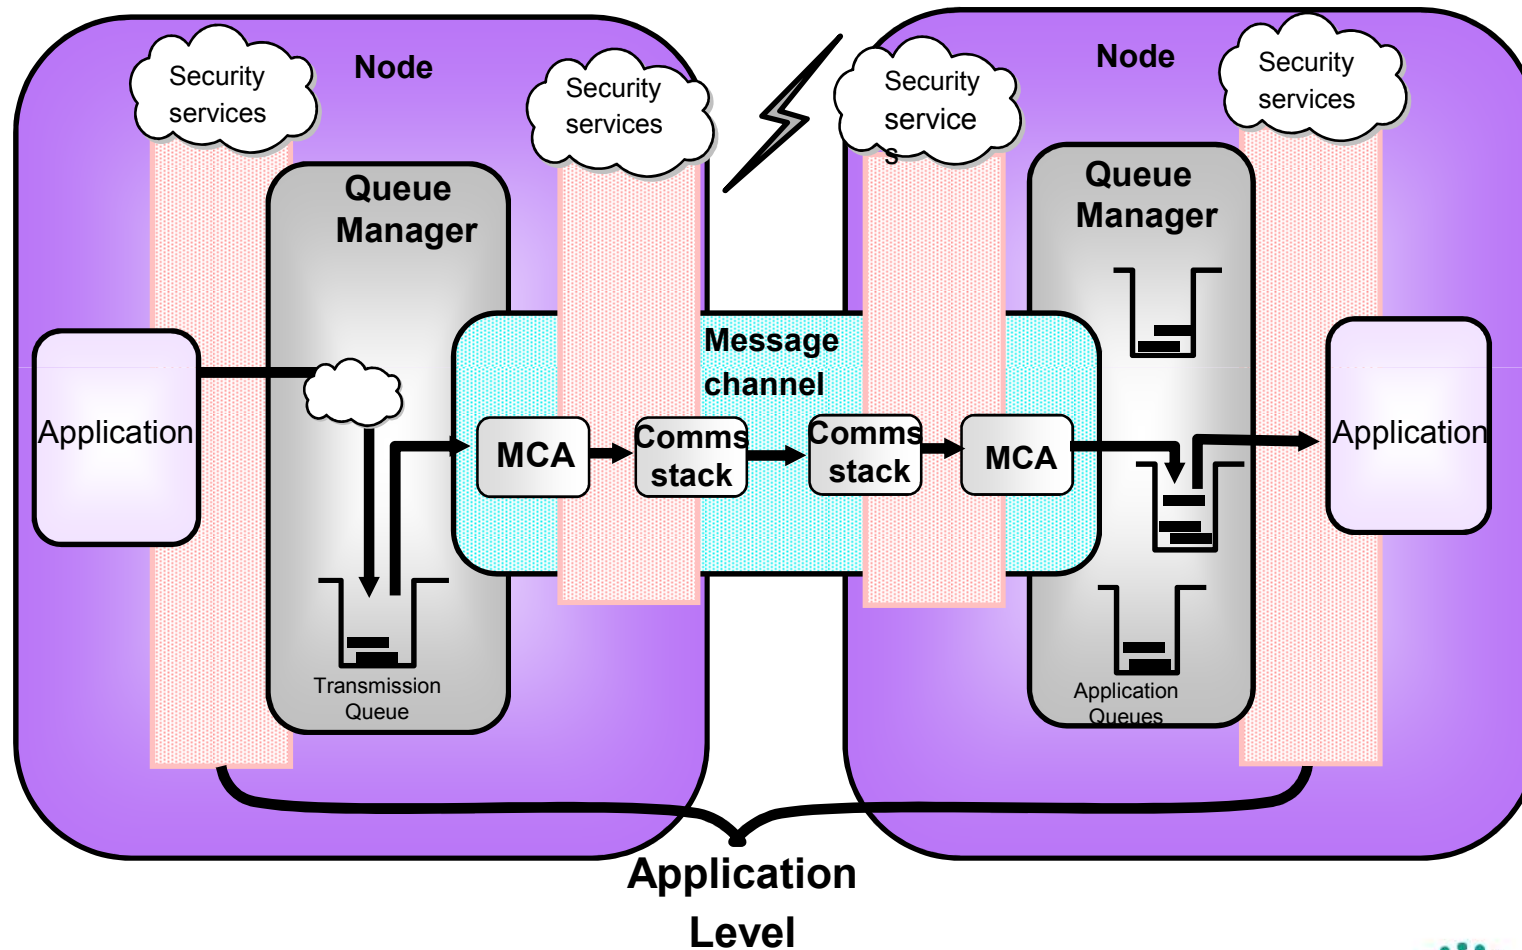 Node
Security
services
Security
services
Queue
Manager
Application
Transmission
Queue
Message
channel
MCA
Comms
stack
Comms
stack
MCA
Node
Security
service
s
Security
services
Queue
Manager
Application
Queues
Application
Application
Level